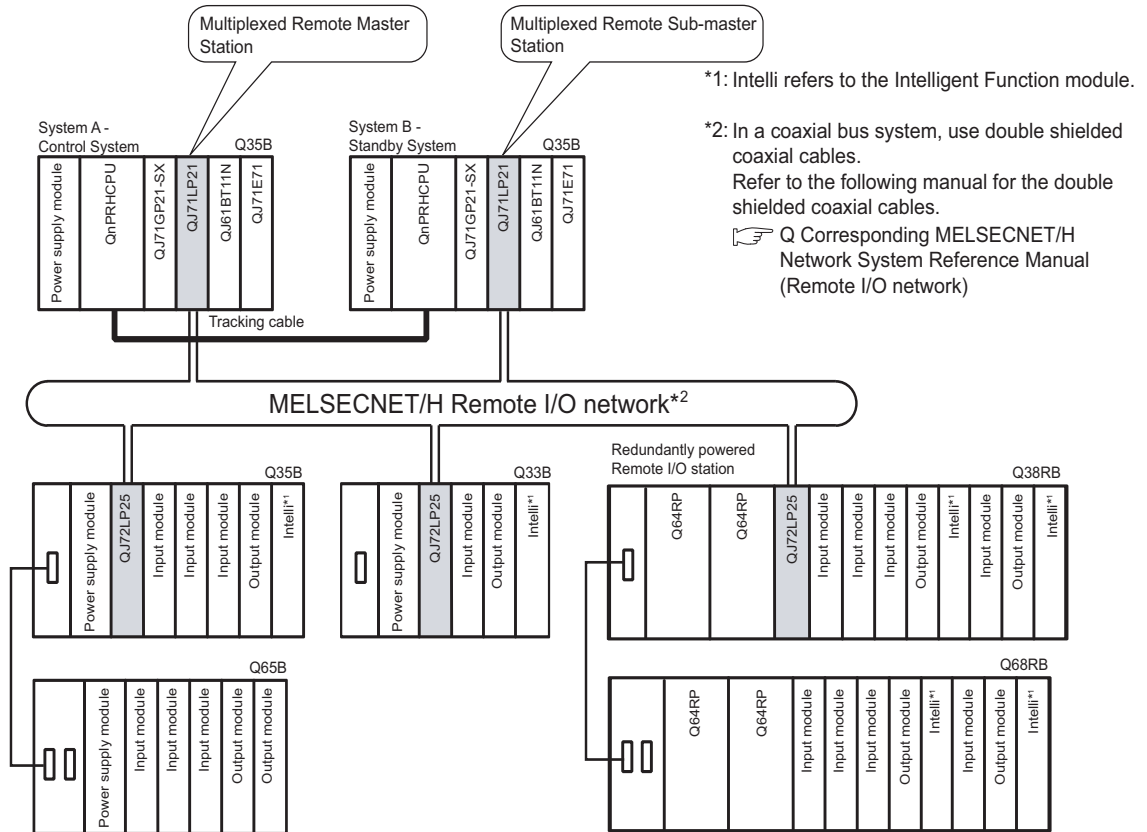 Multiplexed Remote Master
Station
Multiplexed Remote Sub-master
Station
*1: Intelli refers to the Intelligent Function module.
*2: In a coaxial bus system, use double shielded
coaxial cables.
Refer to the following manual for the double
shielded coaxial cables.
Q Corresponding MELSECNET/H
Network System Reference Manual
(Remote I/O network)
System A -
Control System
Q35B
Power supply module
QnPRHCPU
QJ71GP21-SX
QJ71LP21
QJ61BT11N
QJ71E71
System B -
Standby System
Q35B
Power supply module
QnPRHCPU
QJ71GP21-SX
QJ71LP21
QJ61BT11N
QJ71E71
Tracking cable
MELSECNET/H Remote I/O network*2
Q35B
Power supply module
QJ72LP25
Input module
Input module
Input module
Output module
Intelli*1
Q33B
Power supply module
QJ72LP25
Input module
Output module
Intelli*1
Redundantly powered
Remote I/O station
Q38RB
Q64RP
Q64RP
QJ72LP25
Input module
Input module
Input module
Output module
Intelli*1
Input module
Output module
Intelli*1
Q65B
Power supply module
Input module
Input module
Input module
Output module
Output module
Q68RB
Q64RP
Q64RP
Input module
Input module
Input module
Output module
Intelli*1
Input module
Output module
Intelli*1